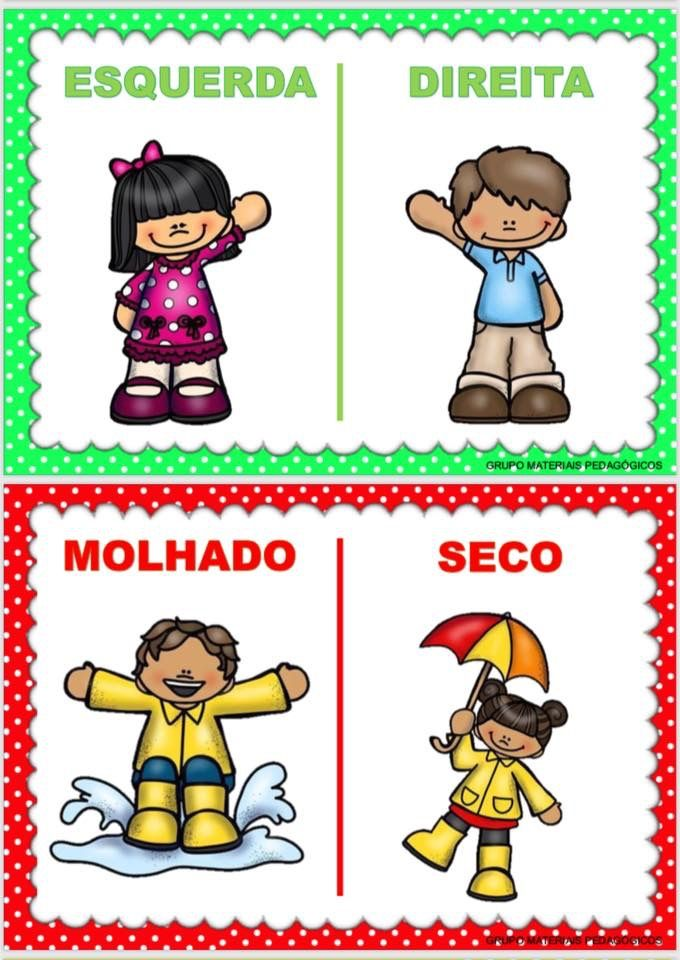 ESQUERDA
DIREITA
GRUPO MATERIAIS PEDAGÓGICOS
MOLHADO
SECO
GRUPO MATERIAIS PEDAGÓGICOS